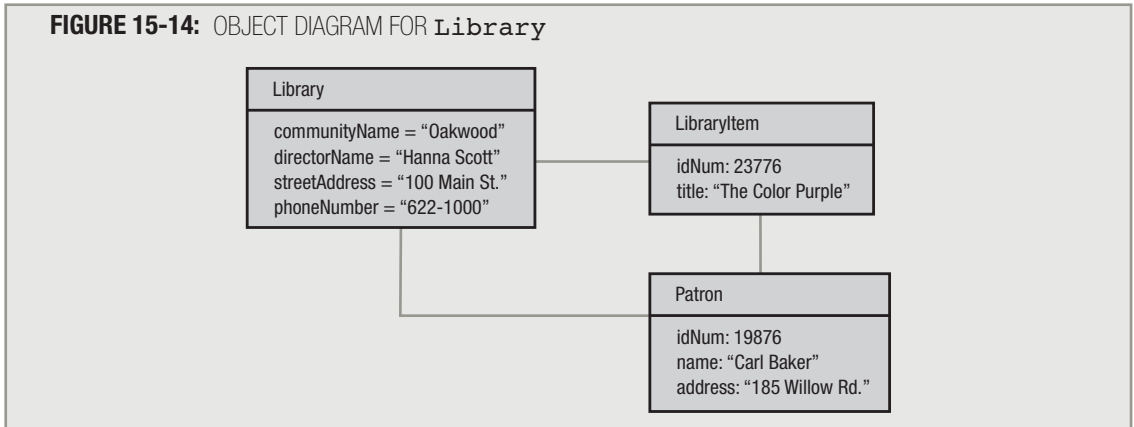 FIGURE 15-14: OBJECT DIAGRAM FOR Library
Library
communityName = “Oakwood”
directorName = “Hanna Scott”
streetAddress = “100 Main St.”
phoneNumber = “622-1000”
LibraryItem
idNum: 23776
title: “The Color Purple”
Patron
idNum: 19876
name: “Carl Baker”
address: “185 Willow Rd.”